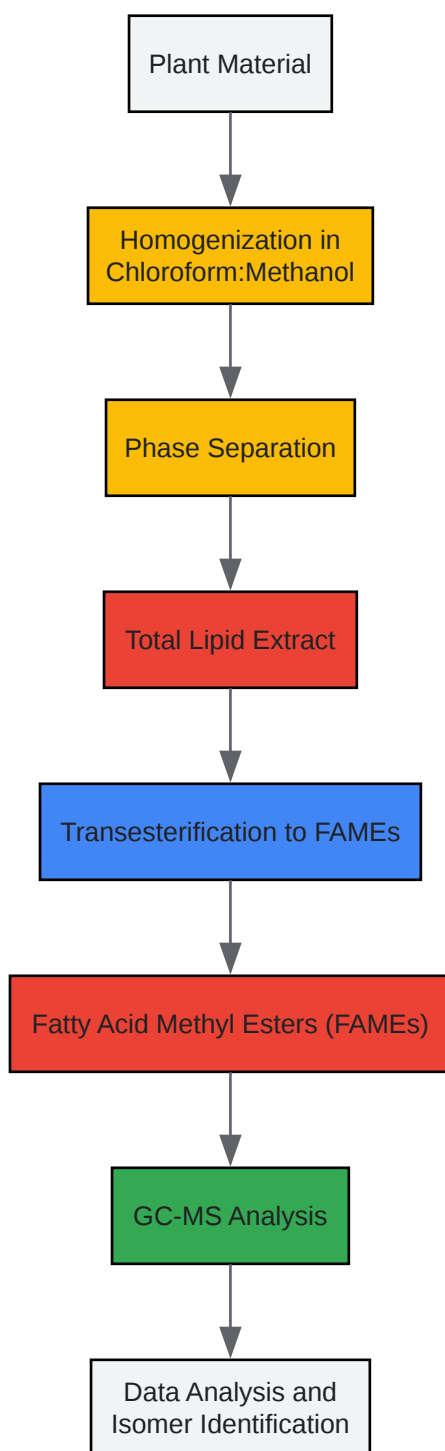 Plant Material
Homogenization in
Chloroform:Methanol
Phase Separation
Total Lipid Extract
Transesterification to FAMEs
Fatty Acid Methyl Esters (FAMEs)
GC-MS Analysis
Data Analysis and
Isomer Identification